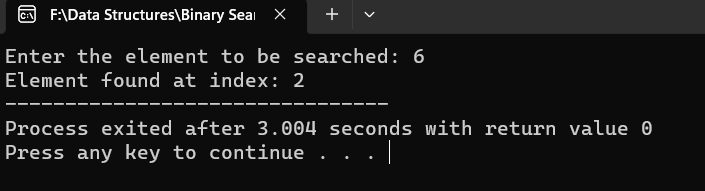 F:\Data Structures\Binary Sea
Enter the element to be searched: 6
Element found at index: 2
--------------------------------
Process exited after 3.004 seconds with return value 0
Press any key to continue . . .